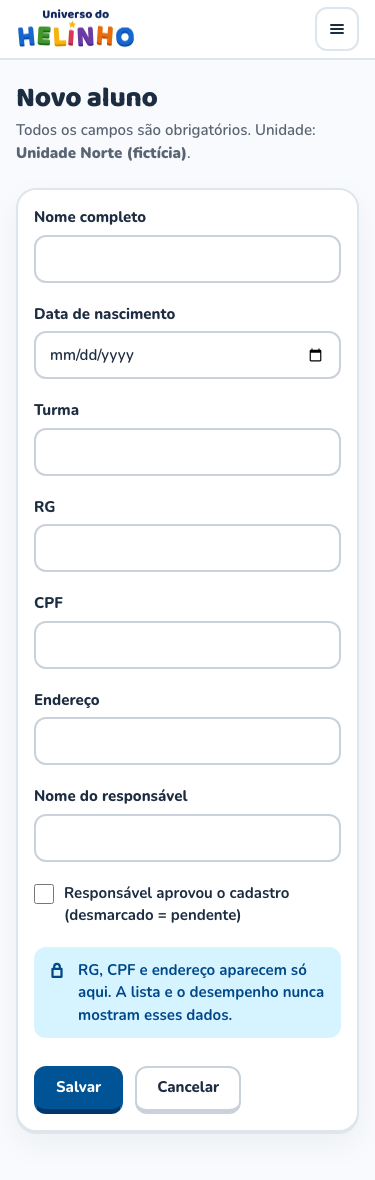 Universo do
HELINHO
Novo aluno
Todos os campos são obrigatórios. Unidade:
Unidade Norte (fictícia).
Nome completo
Data de nascimento
mm/dd/yyyy
Turma
RG
CPF
Endereço
Nome do responsável
Responsável aprovou o cadastro
(desmarcado = pendente)
RG, CPF e endereço aparecem só
aqui. A lista e o desempenho nunca
mostram esses dados.
Salvar
Cancelar